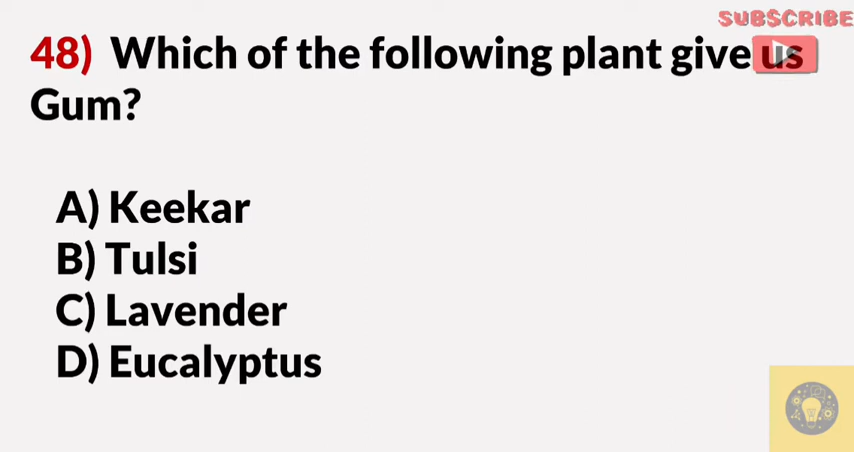 SUBSCRIBE
48) Which of the following plant give us
Gum?
A) Keekar
B) Tulsi
C) Lavender
D) Eucalyptus